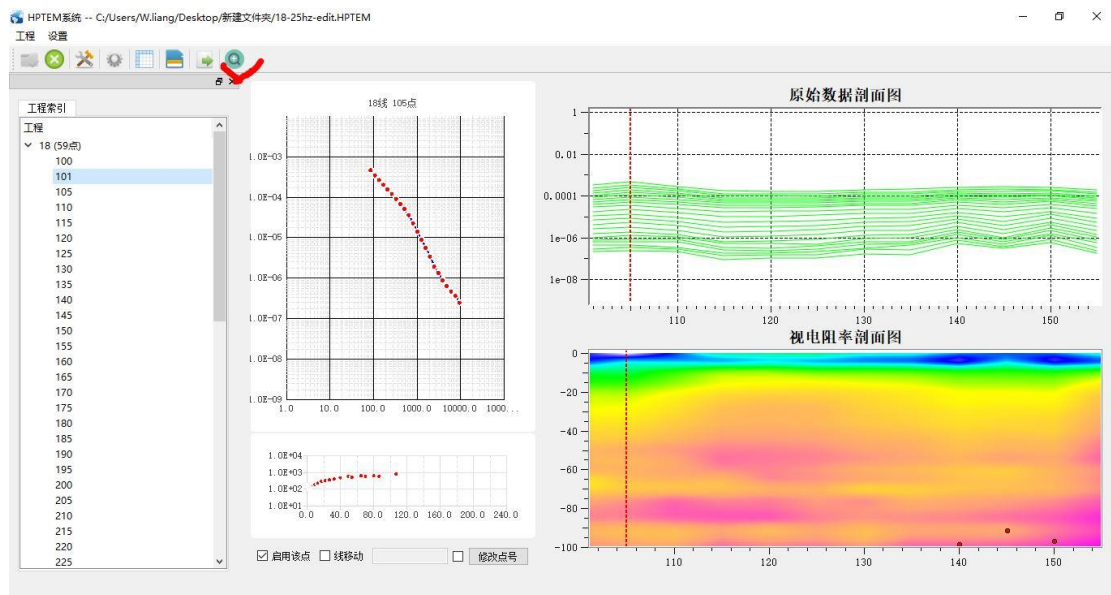 HPTEM系统 -- C:/Users/W.liang/Desktop/新建文件夹/18-25hz-edit.HPTEM
工程 设置
工程索引
工程
18 (59点)
100
101
105
110
115
120
125
130
135
140
145
150
155
160
165
170
175
180
185
190
195
200
205
210
215
220
225
18线 105点
1.0E-03
1.0E-04
1.0E-05
1.0E-06
1.0E-07
1.0E-08
1.0E-09
1.0 10.0 100.0 1000.0 10000.0 1000...
1.0E+04
1.0E+03
1.0E+02
1.0E+01
0.0 40.0 80.0 120.0 160.0 200.0 240.0
启用该点 线移动 修改点号
原始数据剖面图
1
0.01
0.0001
1e-06
1e-08
110 120 130 140 150
视电阻率剖面图
0
-20
-40
-60
-80
-100
110 120 130 140 150